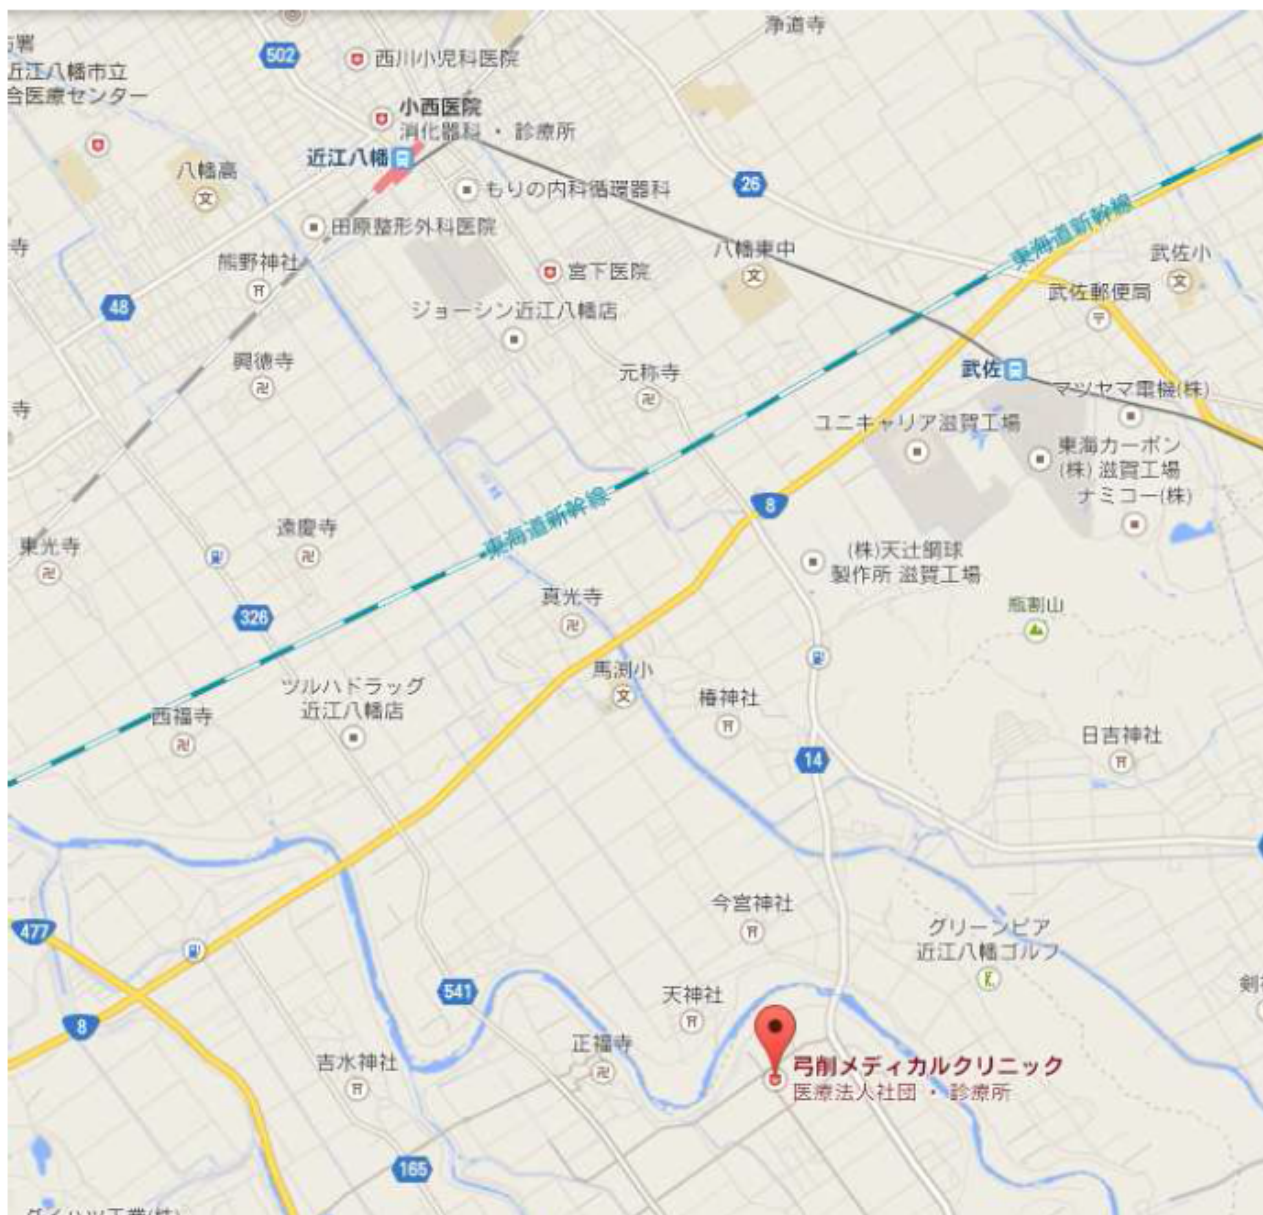 浄道寺
502
西川小児科医院
近江八幡市立
合医療センター
小西医院
消化器科 ・ 診療所
近江八幡
八幡高
もりの内科循環器科
26
田原整形外科医院
東海道新幹線
寺
熊野神社
宮下医院
八幡東中
武佐小
48
武佐郵便局
ジョーシン近江八幡店
興徳寺
元称寺
武佐
マツヤマ電機(株)
寺
ユニキャリア滋賀工場
東海カーボン
(株) 滋賀工場
ナミコー(株)
8
東海道新幹線
遠慶寺
東光寺
(株)天辻鋼球
製作所 滋賀工場
真光寺
瓶割山
326
馬渕小
ツルハドラッグ
近江八幡店
椿神社
西福寺
日吉神社
14
今宮神社
グリーンピア
近江八幡ゴルフ
477
541
天神社
8
正福寺
吉水神社
弓削メディカルクリニック
医療法人社団 ・ 診療所
165